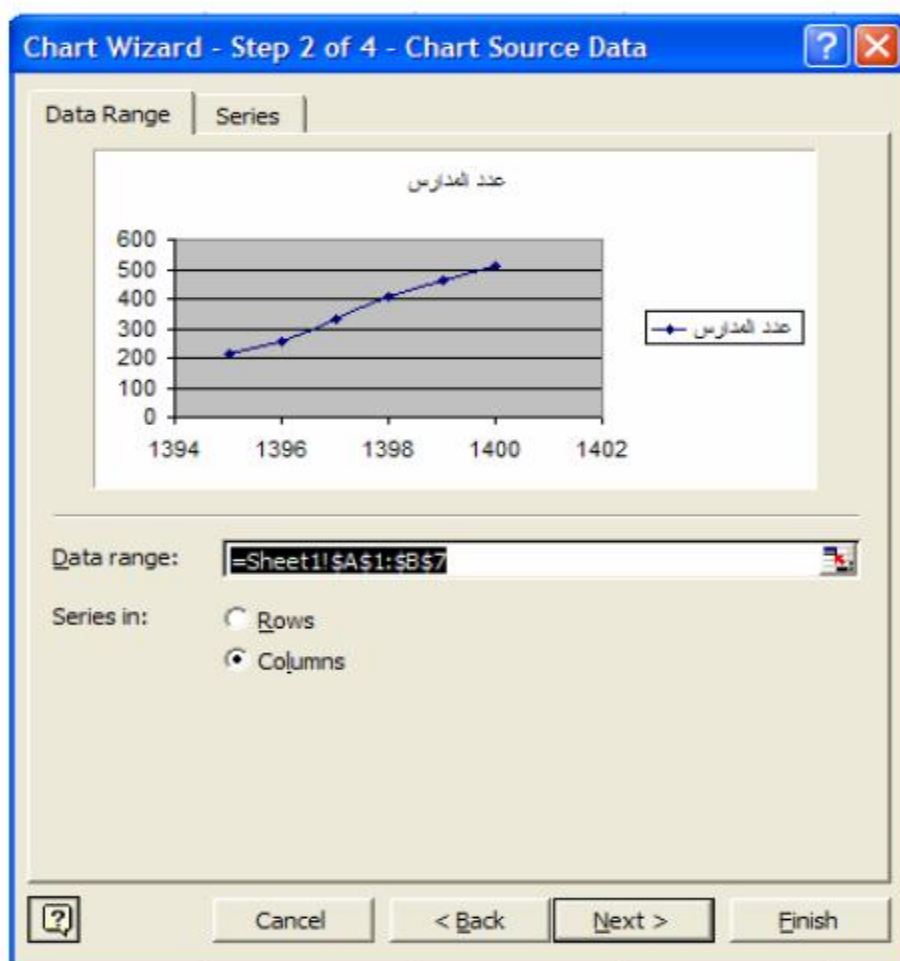 Chart Wizard - Step 2 of 4 - Chart Source Data
Data Range
Series
عدد المدارس
600
500
400
300
200
100
0
1394 1396 1398 1400 1402
عدد المدارس
Data range:
=Sheet1!$A$1:$B$7
Series in:
Rows
Columns
Cancel
< Back
Next >
Finish